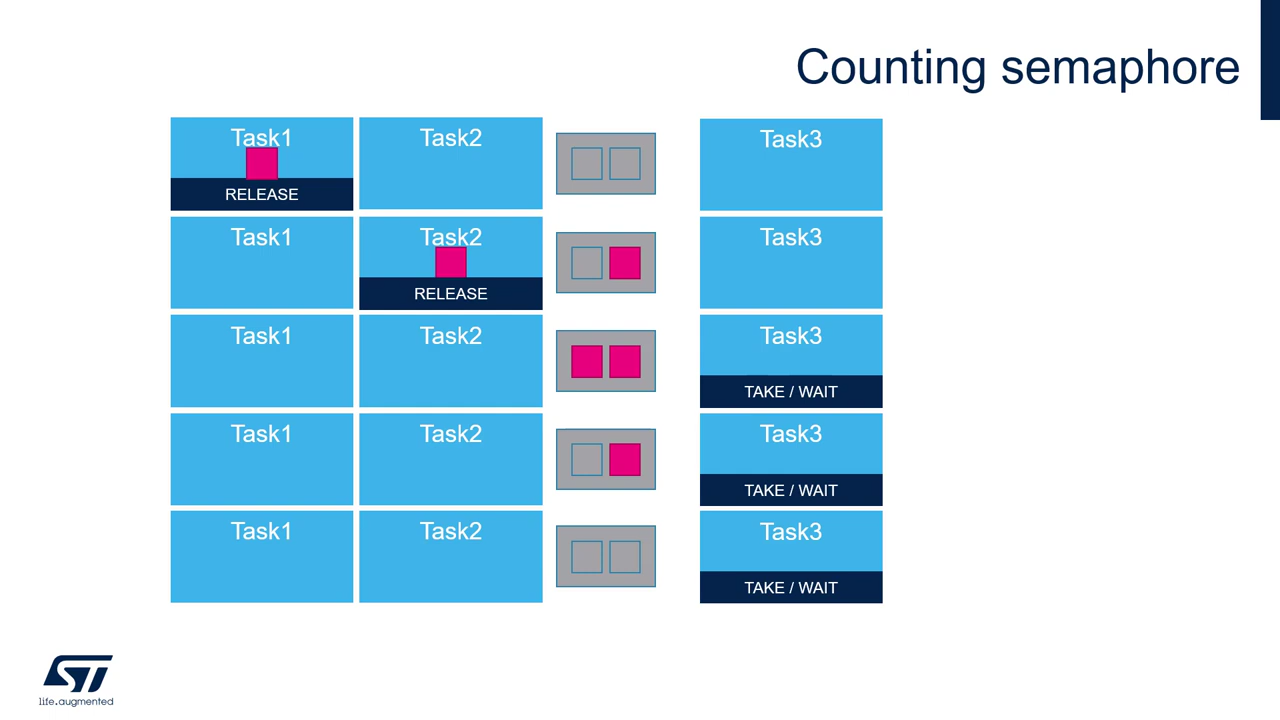 Counting semaphore
Task1 Task2 Task3
RELEASE
Task1 Task2 Task3
RELEASE
Task1 Task2 Task3
TAKE / WAIT
Task1 Task2 Task3
TAKE / WAIT
Task1 Task2 Task3
TAKE / WAIT
ST
life.augmented